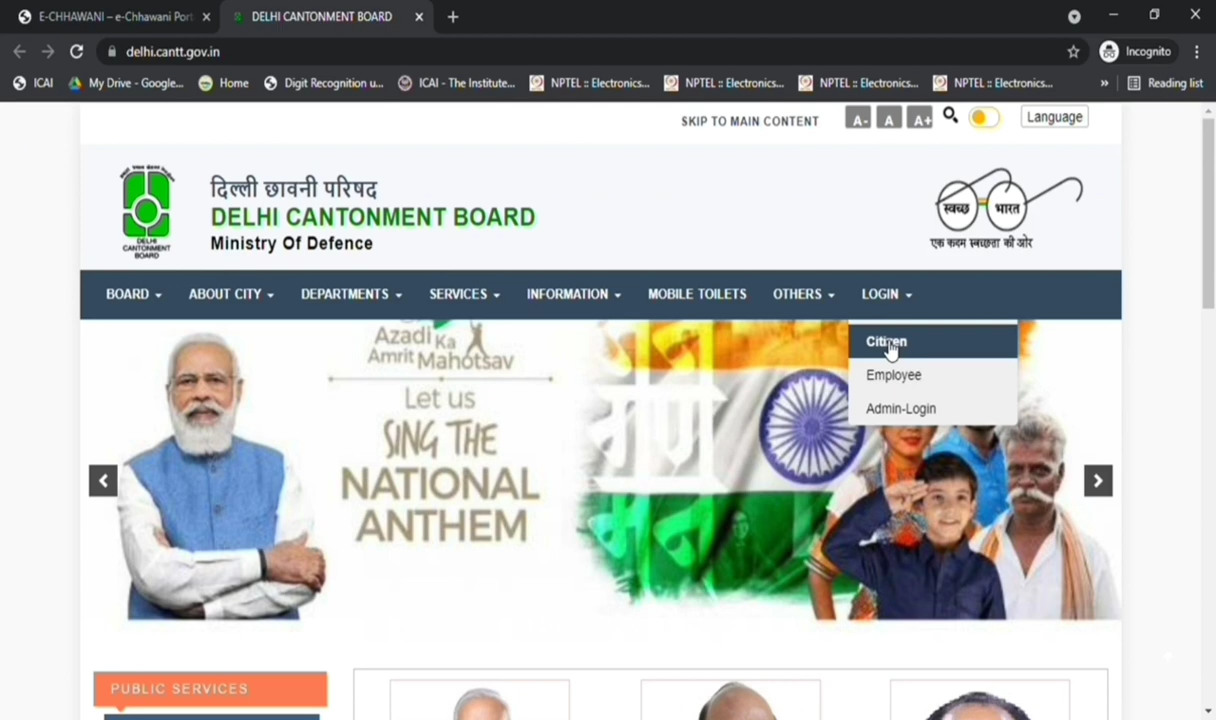 E-CHHAWANI – e-Chhawani Port
DELHI CANTONMENT BOARD
delhi.cantt.gov.in
Incognito
ICAI
My Drive - Google...
Home
Digit Recognition u...
ICAI - The Institute...
NPTEL :: Electronics...
NPTEL :: Electronics...
NPTEL :: Electronics...
NPTEL :: Electronics...
»
Reading list
SKIP TO MAIN CONTENT
A-
A
A+
Language
दिल्ली छावनी परिषद
DELHI CANTONMENT BOARD
Ministry Of Defence
DELHI
CANTONMENT
BOARD
स्वच्छ भारत
एक कदम स्वच्छता की ओर
BOARD
ABOUT CITY
DEPARTMENTS
SERVICES
INFORMATION
MOBILE TOILETS
OTHERS
LOGIN
Citizen
Employee
Admin-Login
Azadi Ka
Amrit Mahotsav
Let us
SING THE
NATIONAL
ANTHEM
PUBLIC SERVICES